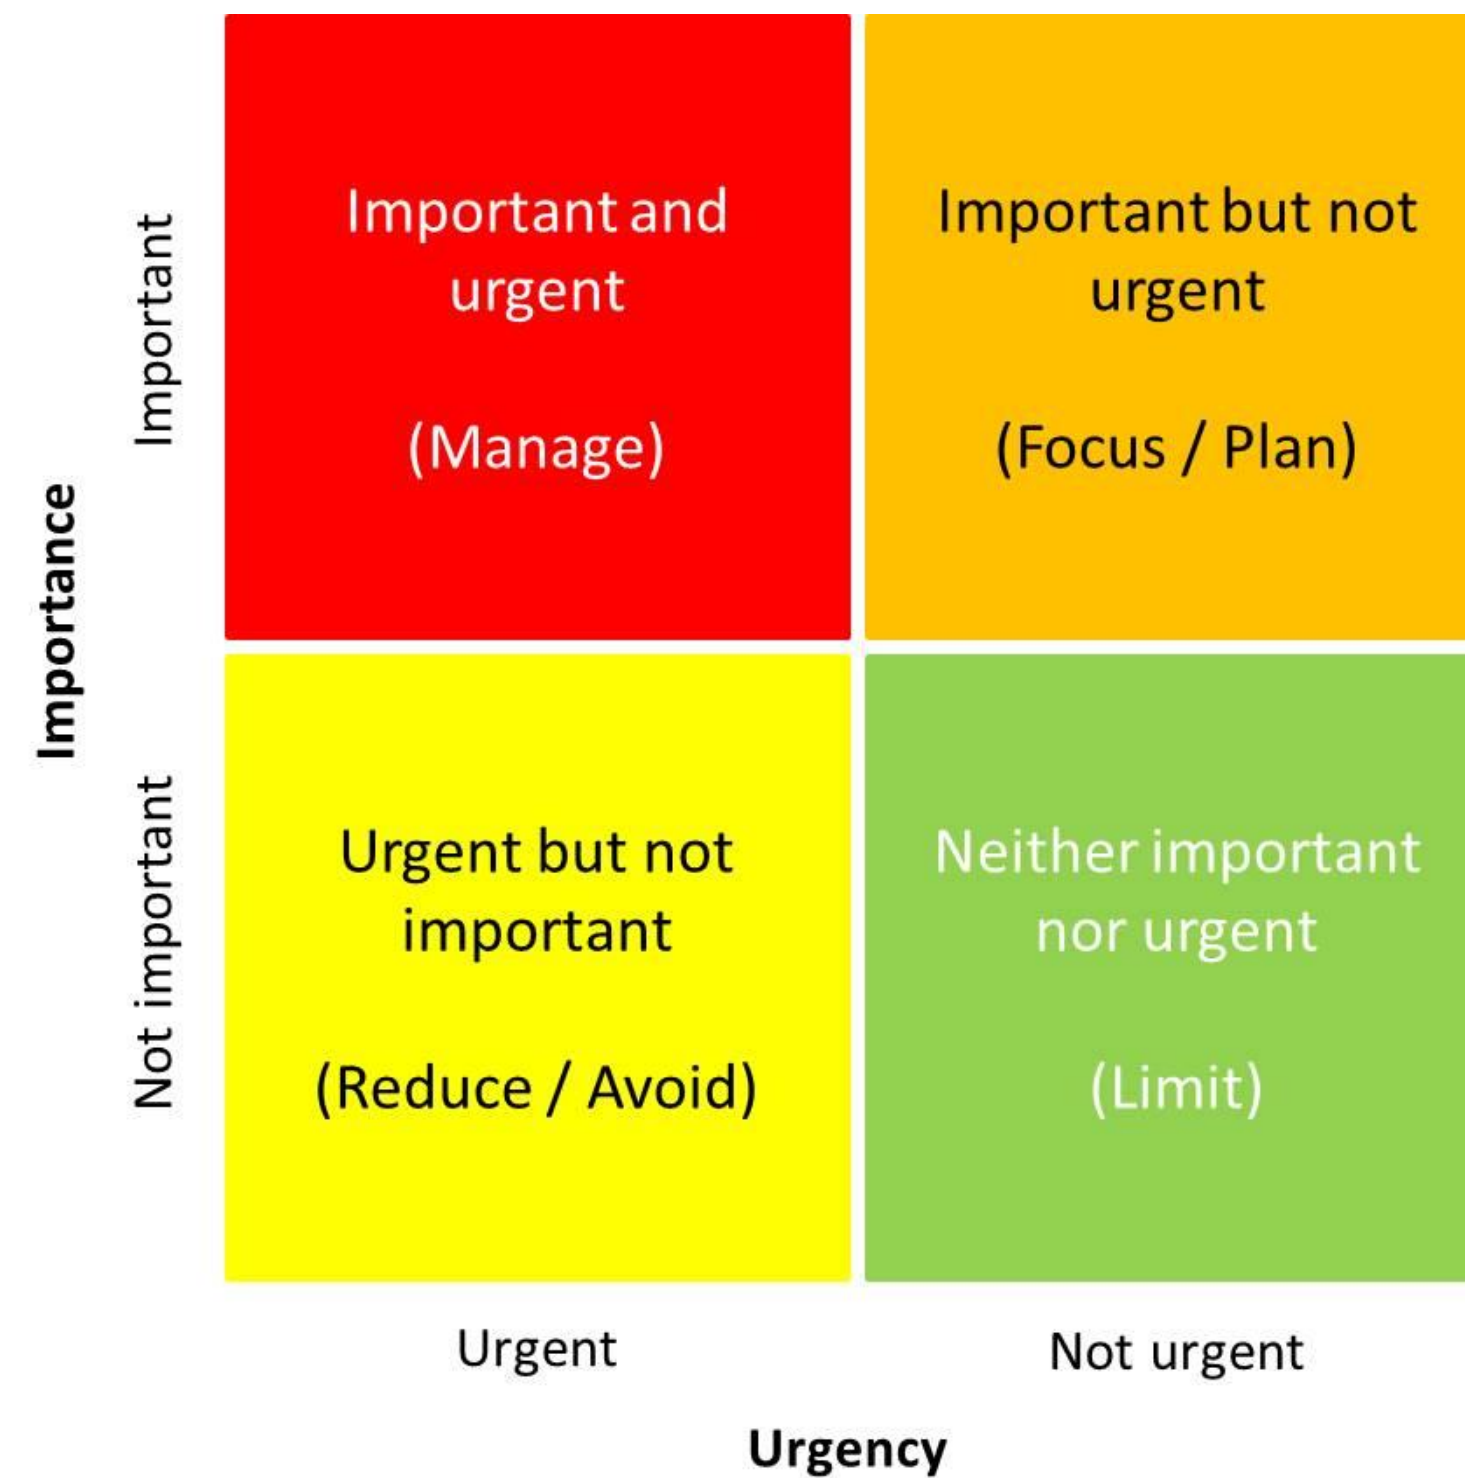 Importance
Important
Important and
urgent
(Manage)
Important but not
urgent
(Focus / Plan)
Not important
Urgent but not
important
(Reduce / Avoid)
Neither important
nor urgent
(Limit)
Urgent
Not urgent
Urgency